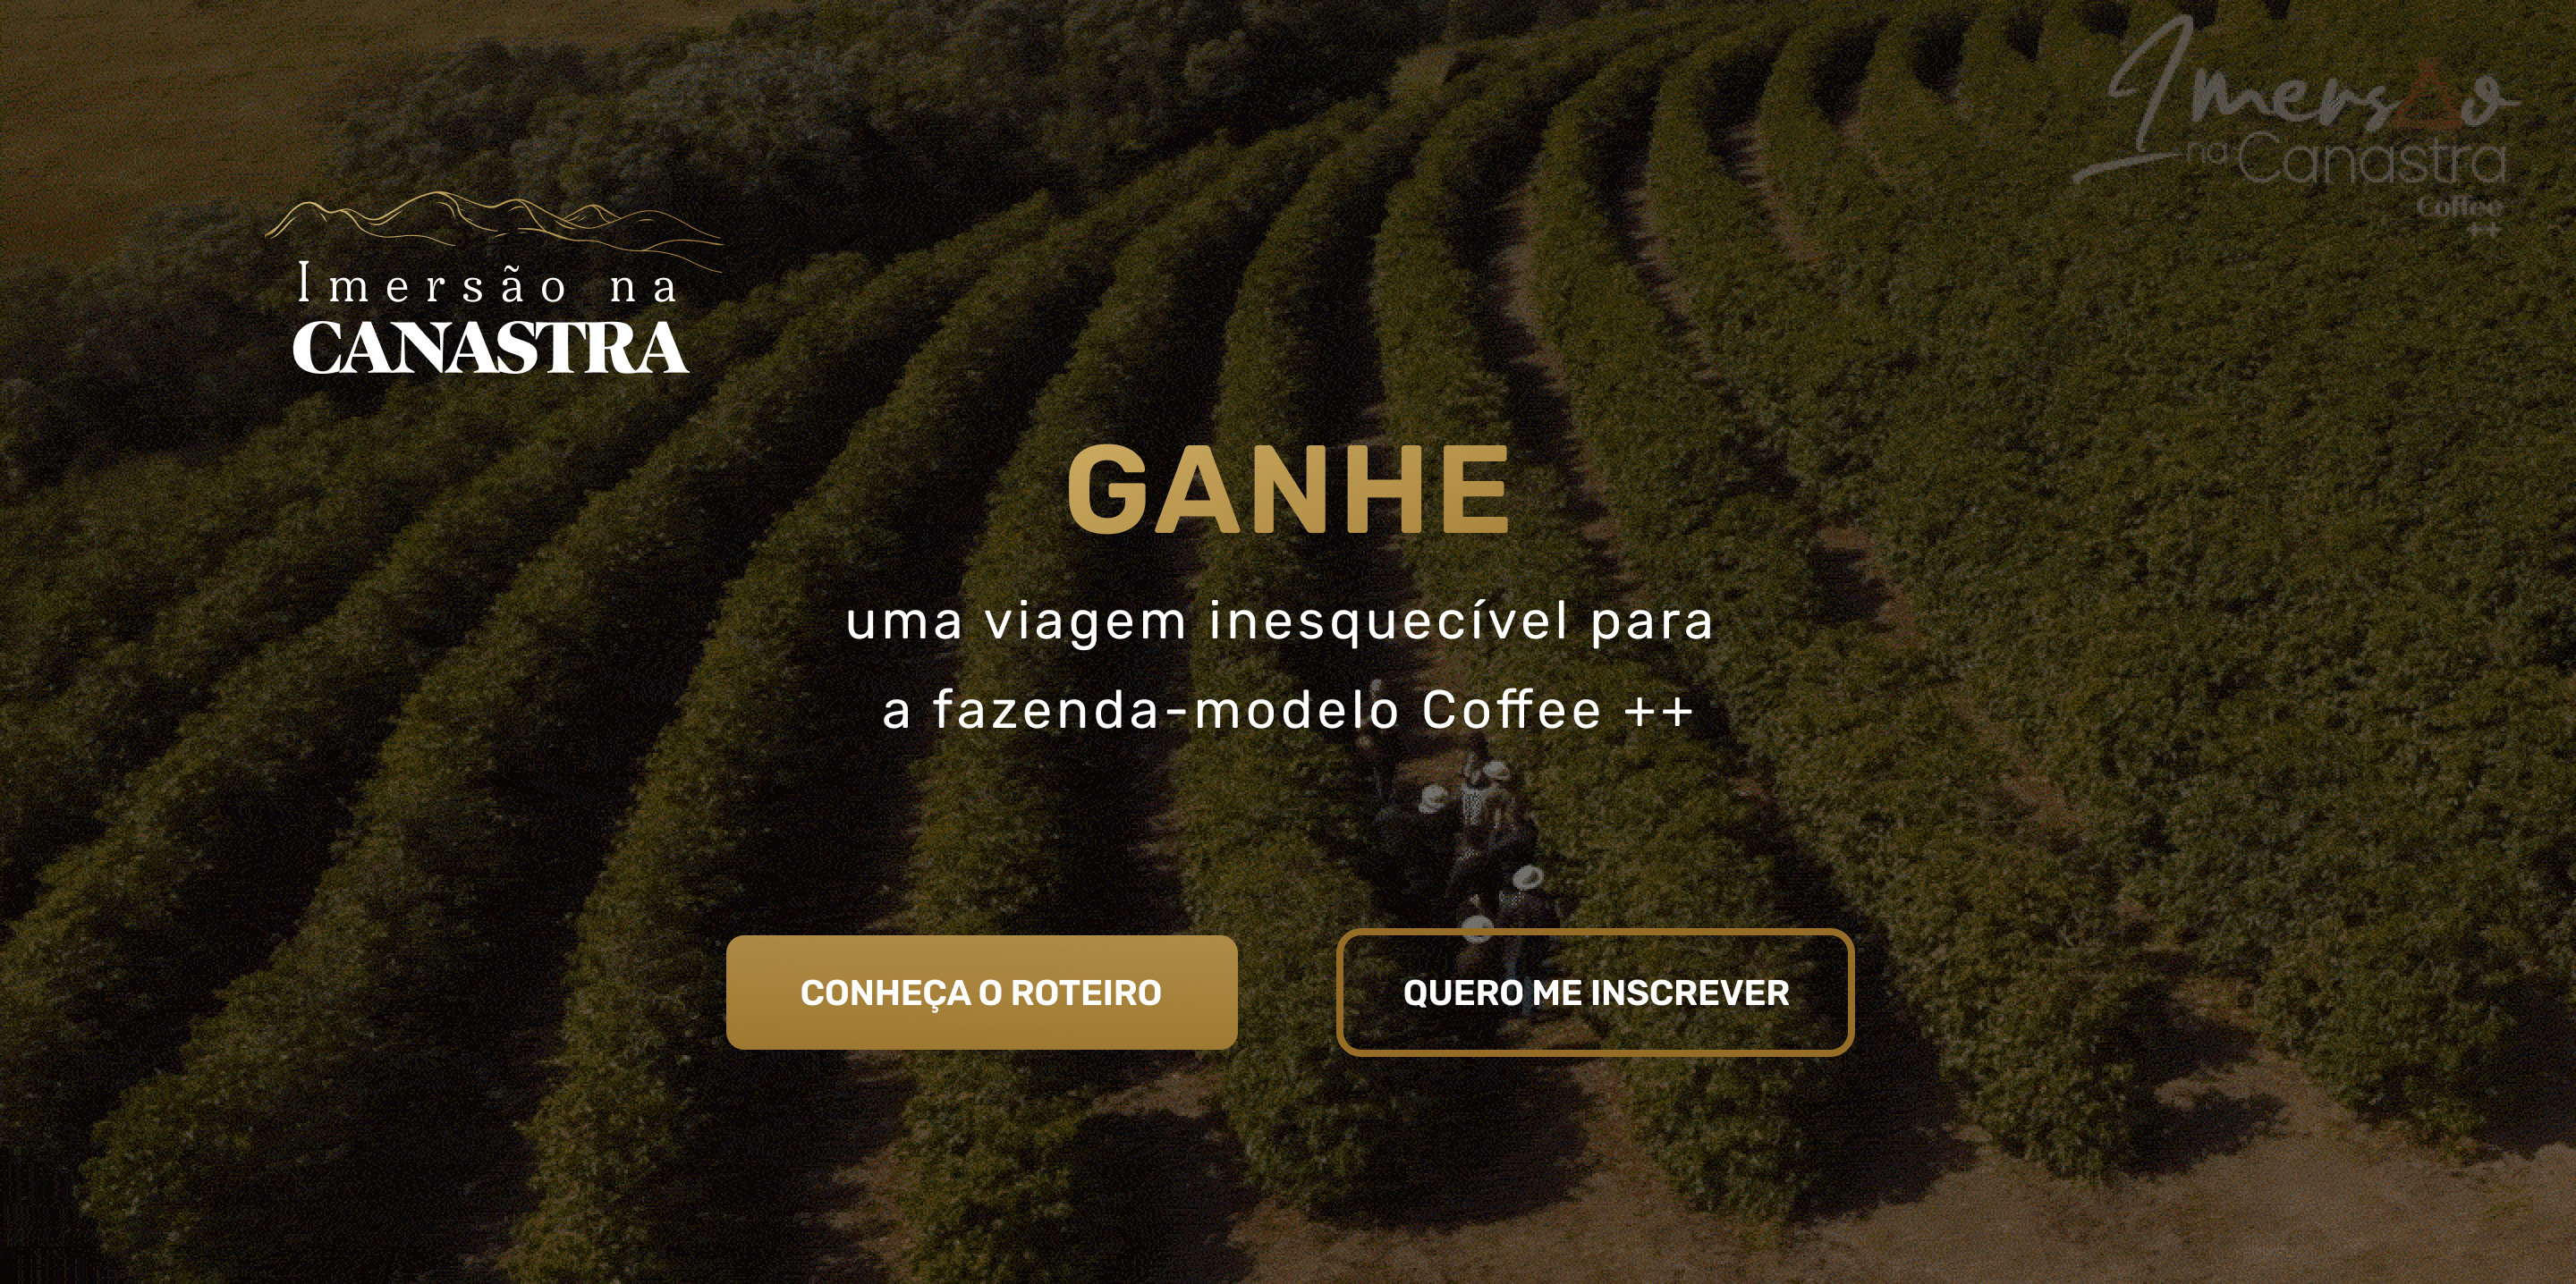 Imersão
na Canastra
Coffee
++
Imersão na
CANASTRA
GANHE
uma viagem inesquecível para
a fazenda-modelo Coffee ++
CONHEÇA O ROTEIRO
QUERO ME INSCREVER